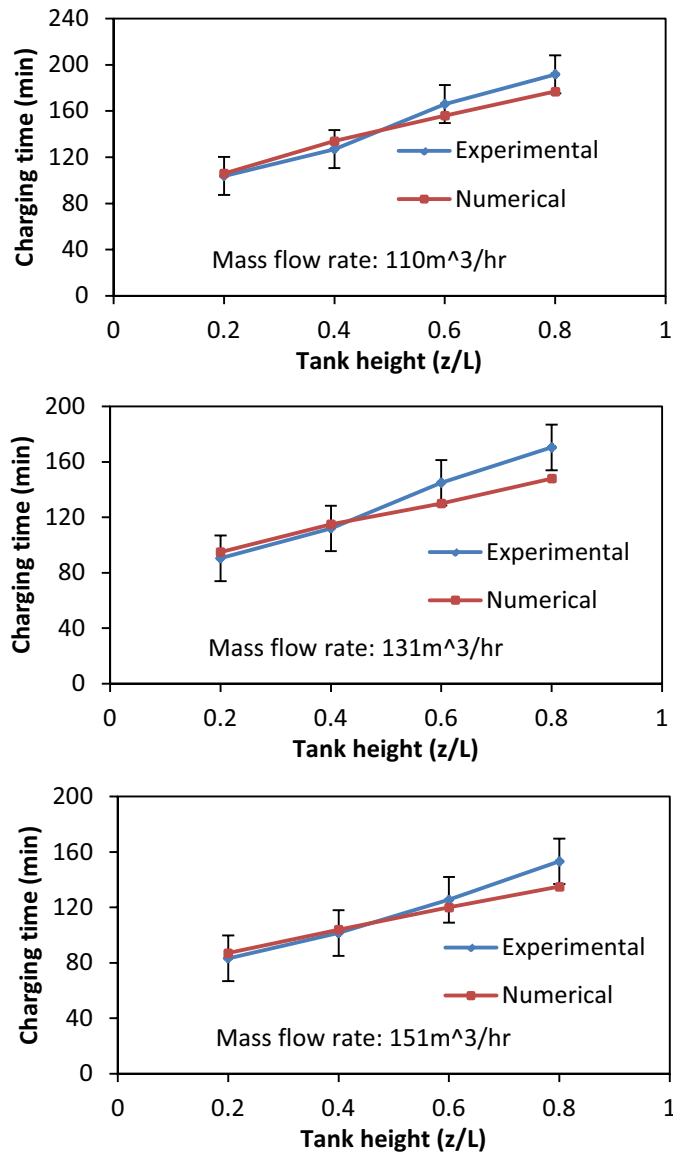 240
200
160
120
80
40
0
Charging time (min)
Experimental
Numerical
Mass flow rate: 110m^3/hr
0 0.2 0.4 0.6 0.8 1
Tank height (z/L)
200
160
120
80
40
0
Charging time (min)
Experimental
Numerical
Mass flow rate: 131m^3/hr
0 0.2 0.4 0.6 0.8 1
Tank height (z/L)
200
160
120
80
40
0
Charging time (min)
Experimental
Numerical
Mass flow rate: 151m^3/hr
0 0.2 0.4 0.6 0.8 1
Tank height (z/L)